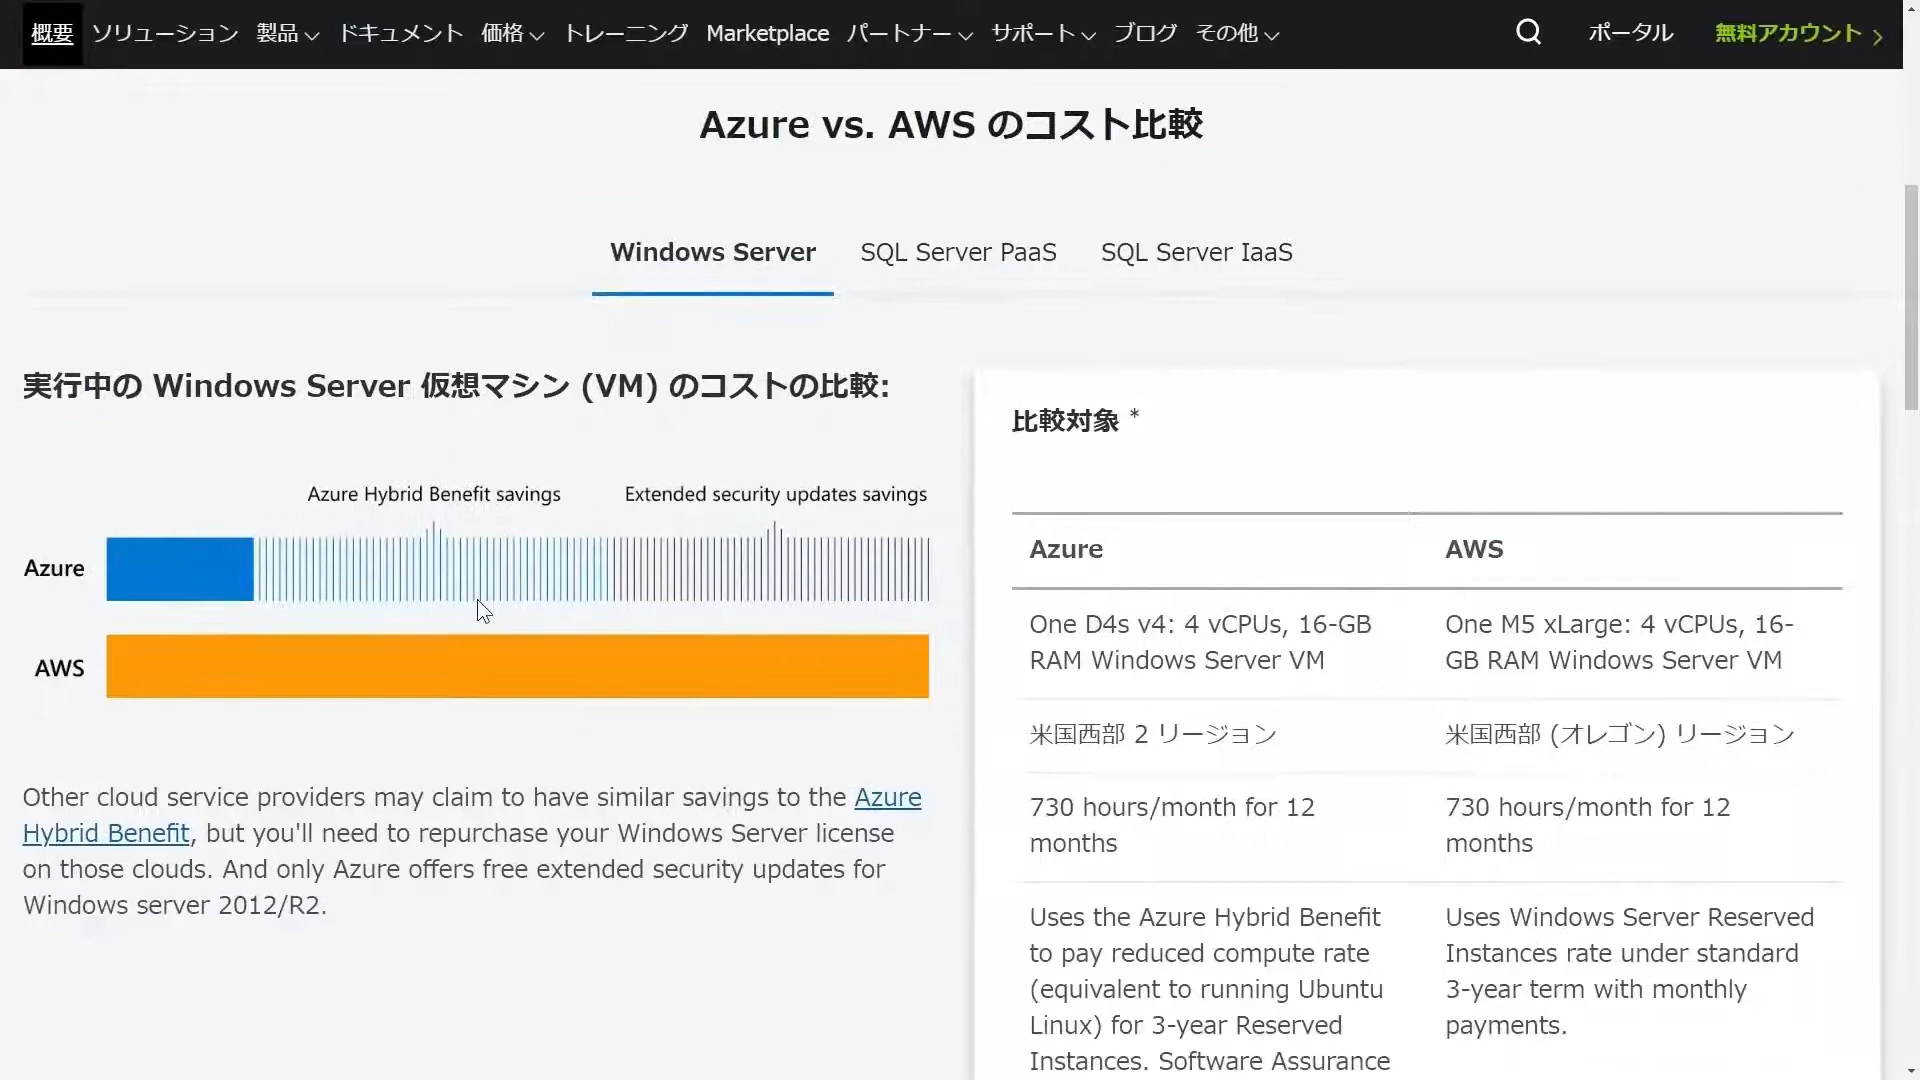 概要 ソリューション 製品 ドキュメント 価格 トレーニング Marketplace パートナー サポート ブログ その他 ポータル 無料アカウント
Azure vs. AWS のコスト比較
Windows Server SQL Server PaaS SQL Server IaaS
実行中の Windows Server 仮想マシン (VM) のコストの比較:
Azure Hybrid Benefit savings Extended security updates savings
Azure
AWS
Other cloud service providers may claim to have similar savings to the Azure
Hybrid Benefit, but you'll need to repurchase your Windows Server license
on those clouds. And only Azure offers free extended security updates for
Windows server 2012/R2.
比較対象 *
Azure AWS
One D4s v4: 4 vCPUs, 16-GB
RAM Windows Server VM
One M5 xLarge: 4 vCPUs, 16-
GB RAM Windows Server VM
米国西部 2 リージョン
米国西部 (オレゴン) リージョン
730 hours/month for 12
months
730 hours/month for 12
months
Uses the Azure Hybrid Benefit
to pay reduced compute rate
(equivalent to running Ubuntu
Linux) for 3-year Reserved
Instances. Software Assurance
Uses Windows Server Reserved
Instances rate under standard
3-year term with monthly
payments.